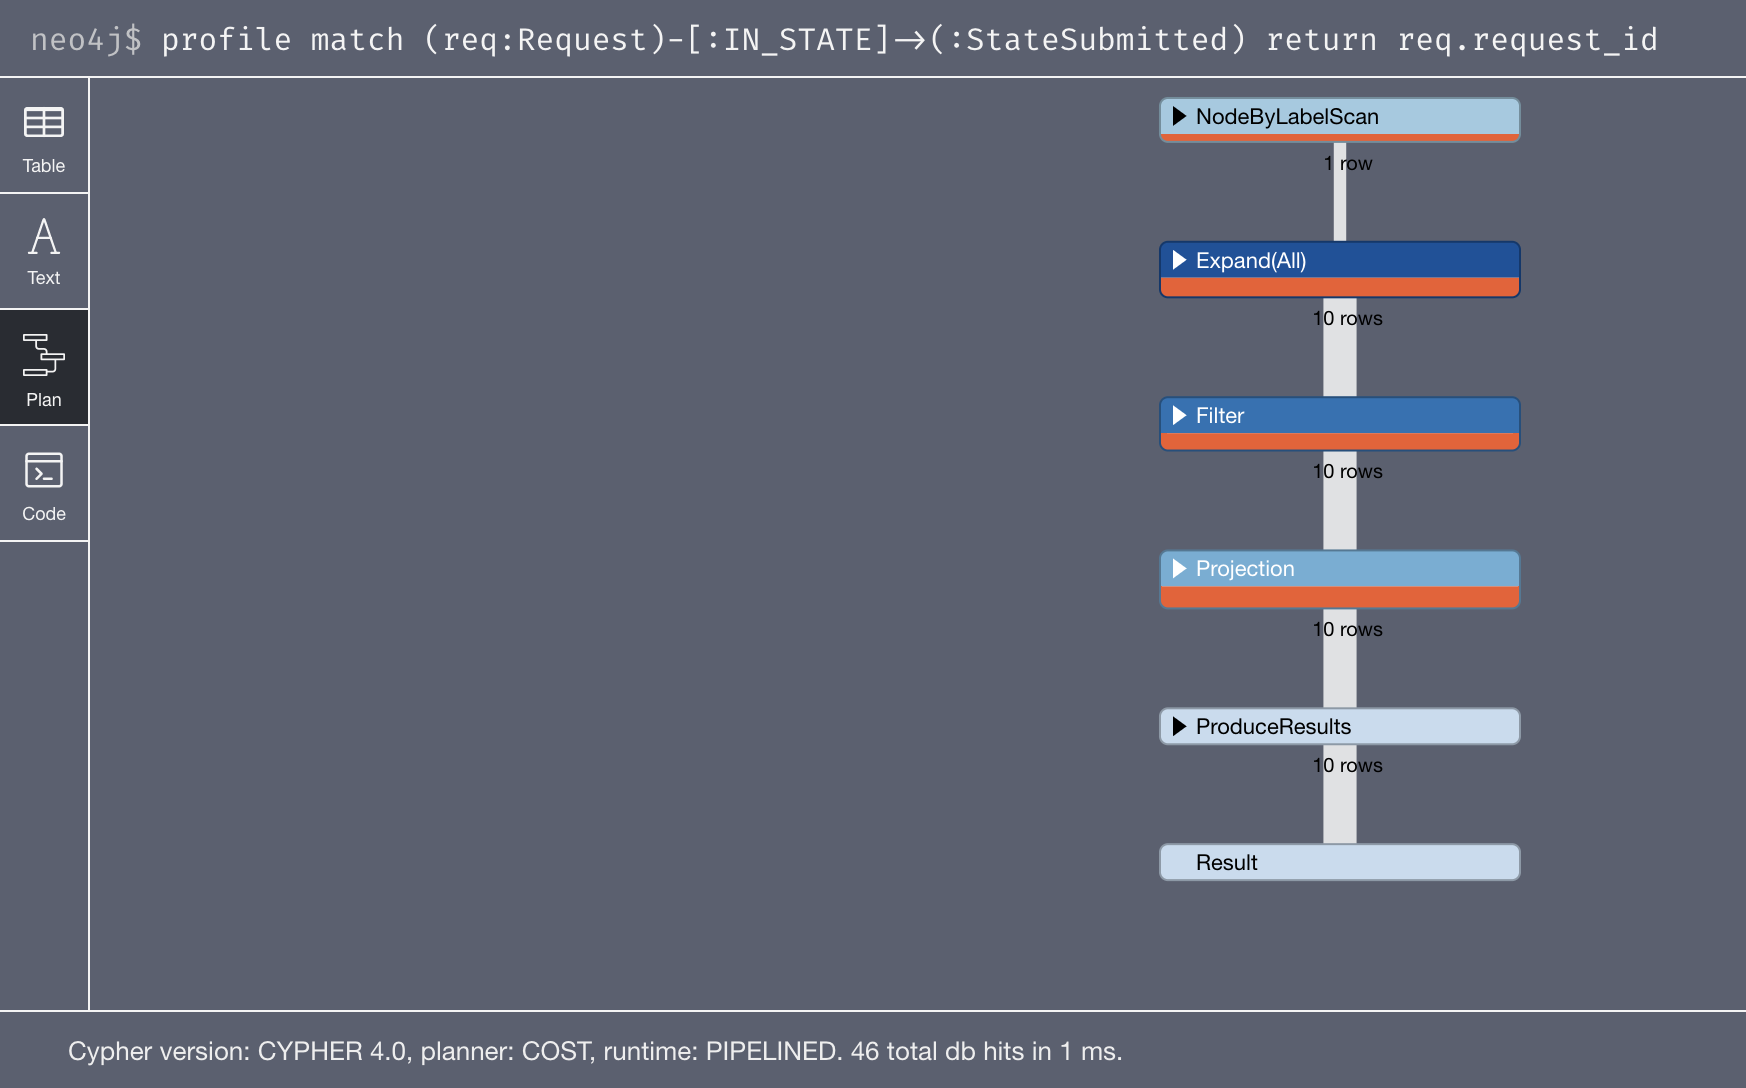 neo4j$ profile match (req:Request)-[:IN_STATE]->(:StateSubmitted) return req.request_id
Table
Text
Plan
Code
NodeByLabelScan
1 row
Expand(All)
10 rows
Filter
10 rows
Projection
10 rows
ProduceResults
10 rows
Result
Cypher version: CYPHER 4.0, planner: COST, runtime: PIPELINED. 46 total db hits in 1 ms.